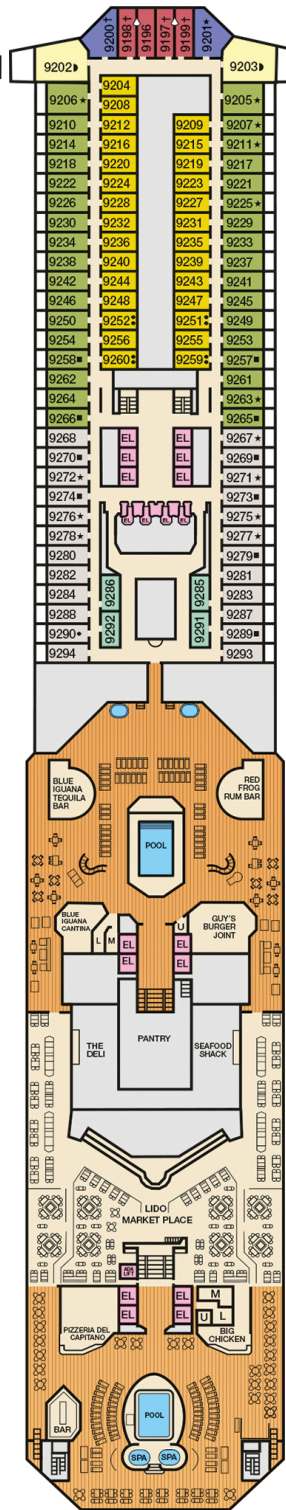 9200† 9198† 9196 9197† 9199† 9201★
9202◗ 9203◗
9204
9206★ 9205★
9208
9210 9212 9209 9207★
9214 9216 9215 9211★
9218 9220 9219 9217
9222 9224 9223 9221
9226 9228 9227 9225★
9230 9232 9231 9229
9234 9236 9235 9233
9238 9240 9239 9237
9242 9244 9243 9241
9246 9248 9247 9245
9250 9252 9251 9249
9254 9256 9255 9253
9258■ 9260 9259 9257■
9262 9261
9264 9263★
9266■ 9265■
9268 EL EL 9267★
9270■ EL EL 9269■
9272★ EL EL 9271★
9274■ 9273■
9276★ EL EL EL EL 9275★
9278★ 9277★
9280 9279■
9282 9286 9285 9281
9284 9283
9288 9292 9291 9287
9290• 9289■
9294 9293
BLUE
IGUANA
TEQUILA
BAR
RED
FROG
RUM BAR
POOL
BLUE
IGUANA
CANTINA
L M
U
GUY'S
BURGER
JOINT
EL EL
EL EL
THE
DELI
PANTRY
SEAFOOD
SHACK
LIDO
MARKET PLACE
ADA
LIFT
EL EL
EL EL
M
U L
PIZZERIA DEL
CAPITANO
BIG
CHICKEN
BAR
POOL
SPA SPA